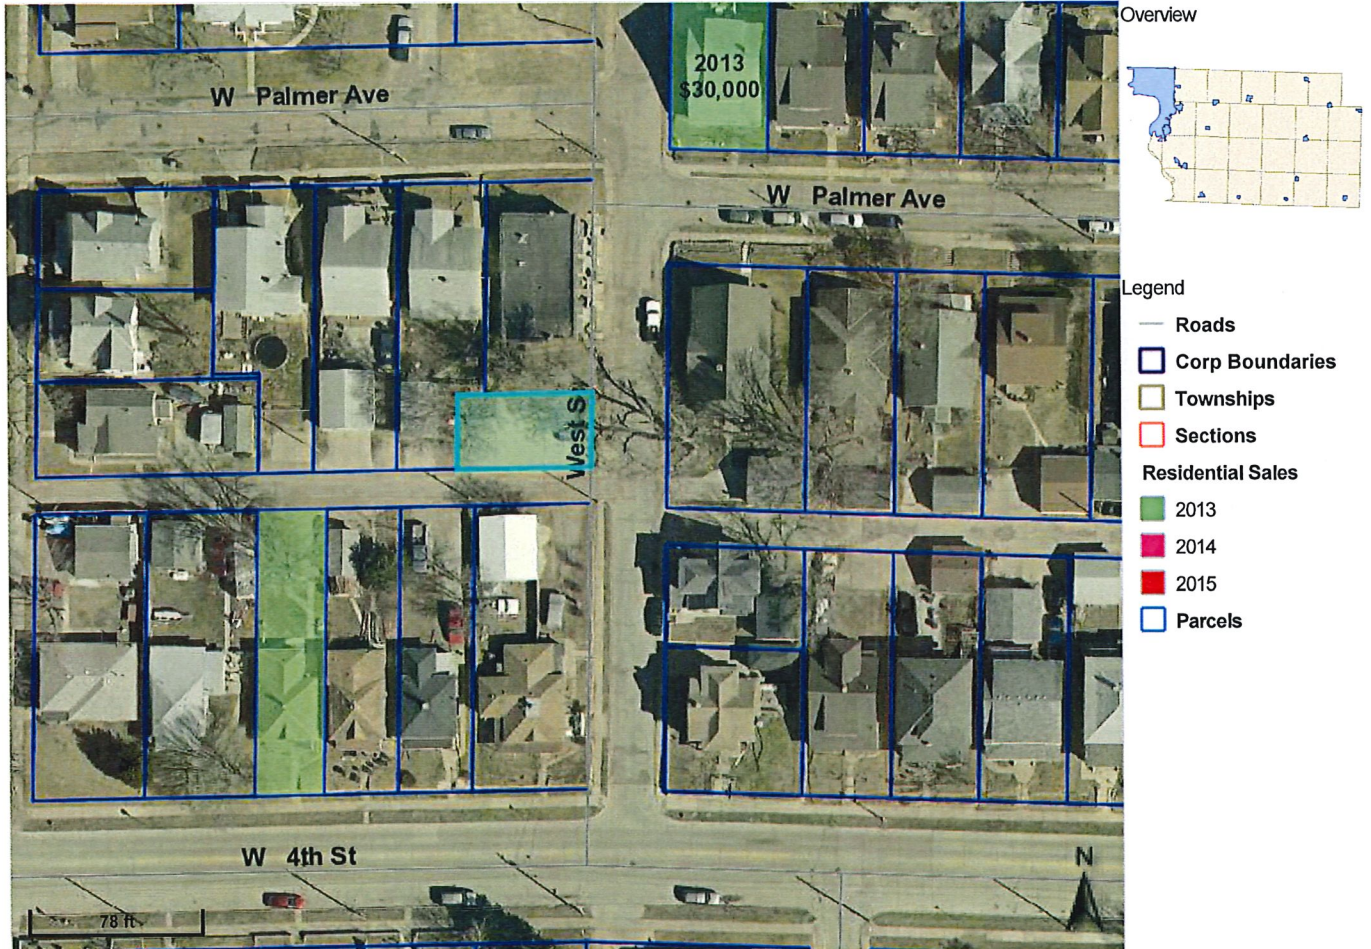 Overview
2013
$30,000
W Palmer Ave
W Palmer Ave
Legend
Roads
Corp Boundaries
Townships
Sections
Residential Sales
2013
2014
2015
Parcels
West S
W 4th St
N
78 ft